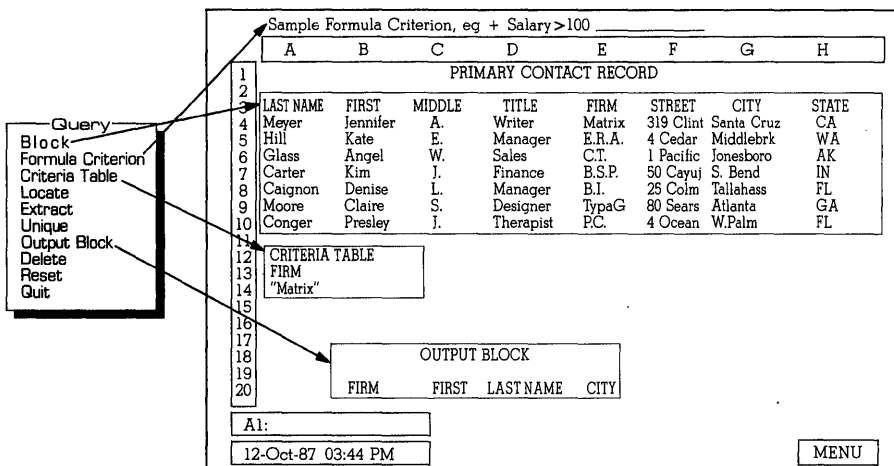 Sample Formula Criterion, eg + Salary>100
A B C D E F G H
1 PRIMARY CONTACT RECORD
2
3 LAST NAME FIRST MIDDLE TITLE FIRM STREET CITY STATE
4 Meyer Jennifer A. Writer Matrix 319 Clint Santa Cruz CA
5 Hill Kate E. Manager E.R.A. 4 Cedar Middlebrk WA
6 Glass Angel W. Sales C.T. 1 Pacific Jonesboro AK
7 Carter Kim J. Finance B.S.P. 50 Cayuj S. Bend IN
8 Caignon Denise L. Manager B.I. 25 Colm Tallahass FL
9 Moore Claire S. Designer TypaG 80 Sears Atlanta GA
10 Conger Presley J. Therapist P.C. 4 Ocean W.Palm FL
11
12 CRITERIA TABLE
13 FIRM
14 "Matrix"
15
16
17
18 OUTPUT BLOCK
19
20 FIRM FIRST LAST NAME CITY
Query
Block
Formula Criterion
Criteria Table
Locate
Extract
Unique
Output Block
Delete
Reset
Quit
A1:
12-Oct-87 03:44 PM MENU